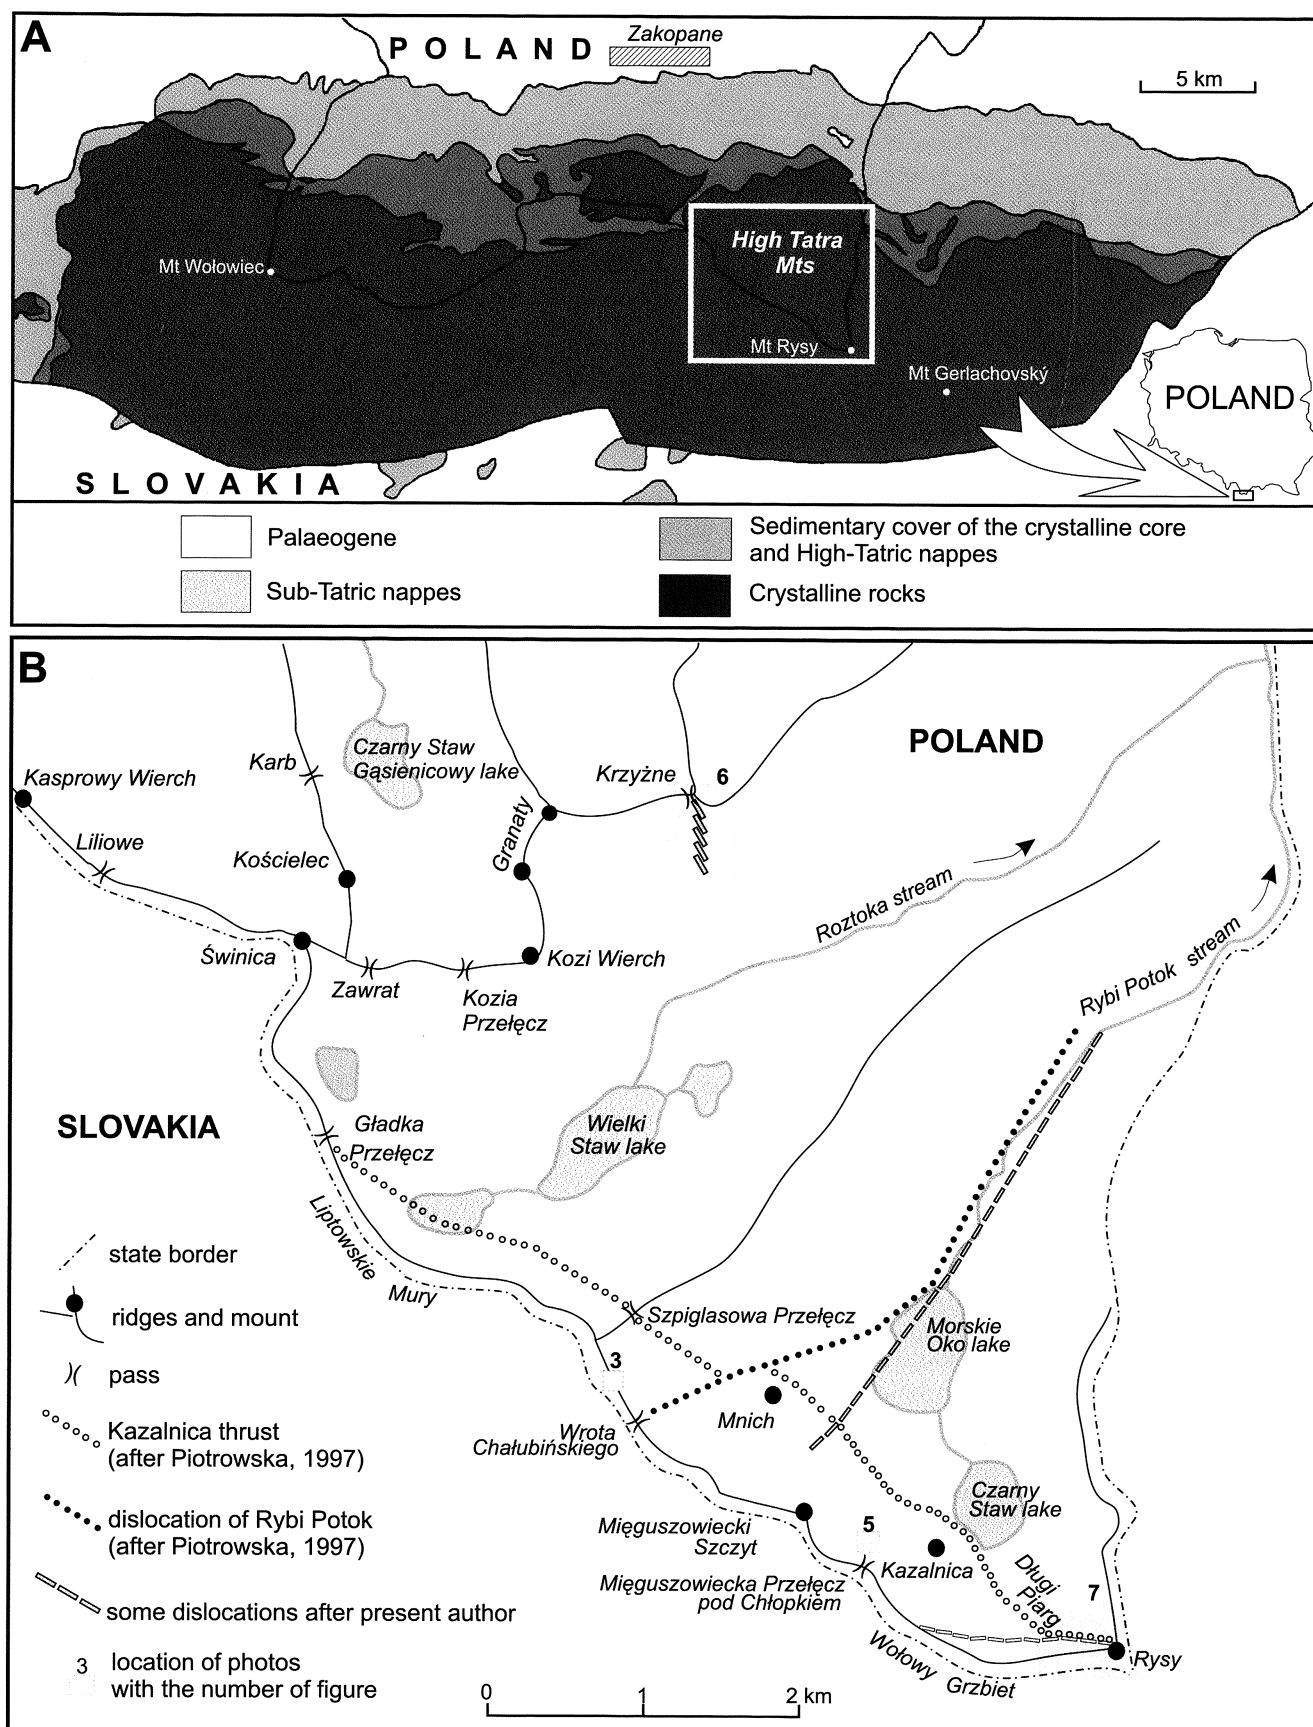 A
POLAND
Zakopane
5 km
High Tatra
Mts
Mt Wołowiec
Mt Rysy
Mt Gerlachovský
POLAND
SLOVAKIA
Palaeogene
Sub-Tatric nappes
Sedimentary cover of the crystalline core
and High-Tatric nappes
Crystalline rocks
B
Kasprowy Wierch
Liliowe
Karb
Czarny Staw
Gąsienicowy lake
Krzyżne
6
POLAND
Kościelec
Granaty
Świnica
Zawrat
Kozia
Przełęcz
Kozi Wierch
Roztoka stream
Rybi Potok stream
SLOVAKIA
Gładka
Przełęcz
Wielki
Staw lake
Liptowskie
Mury
Szpiglasowa Przełęcz
Morskie
Oko lake
3
Wrota
Chałubińskiego
Mnich
Czarny
Staw lake
Mięguszowiecki
Szczyt
5
Kazalnica
Mięguszowiecka Przełęcz
pod Chłopkiem
Długi
Piarg
7
Wołowy
Grzbiet
Rysy
state border
ridges and mount
pass
Kazalnica thrust
(after Piotrowska, 1997)
dislocation of Rybi Potok
(after Piotrowska, 1997)
some dislocations after present author
3
location of photos
with the number of figure
0
1
2 km